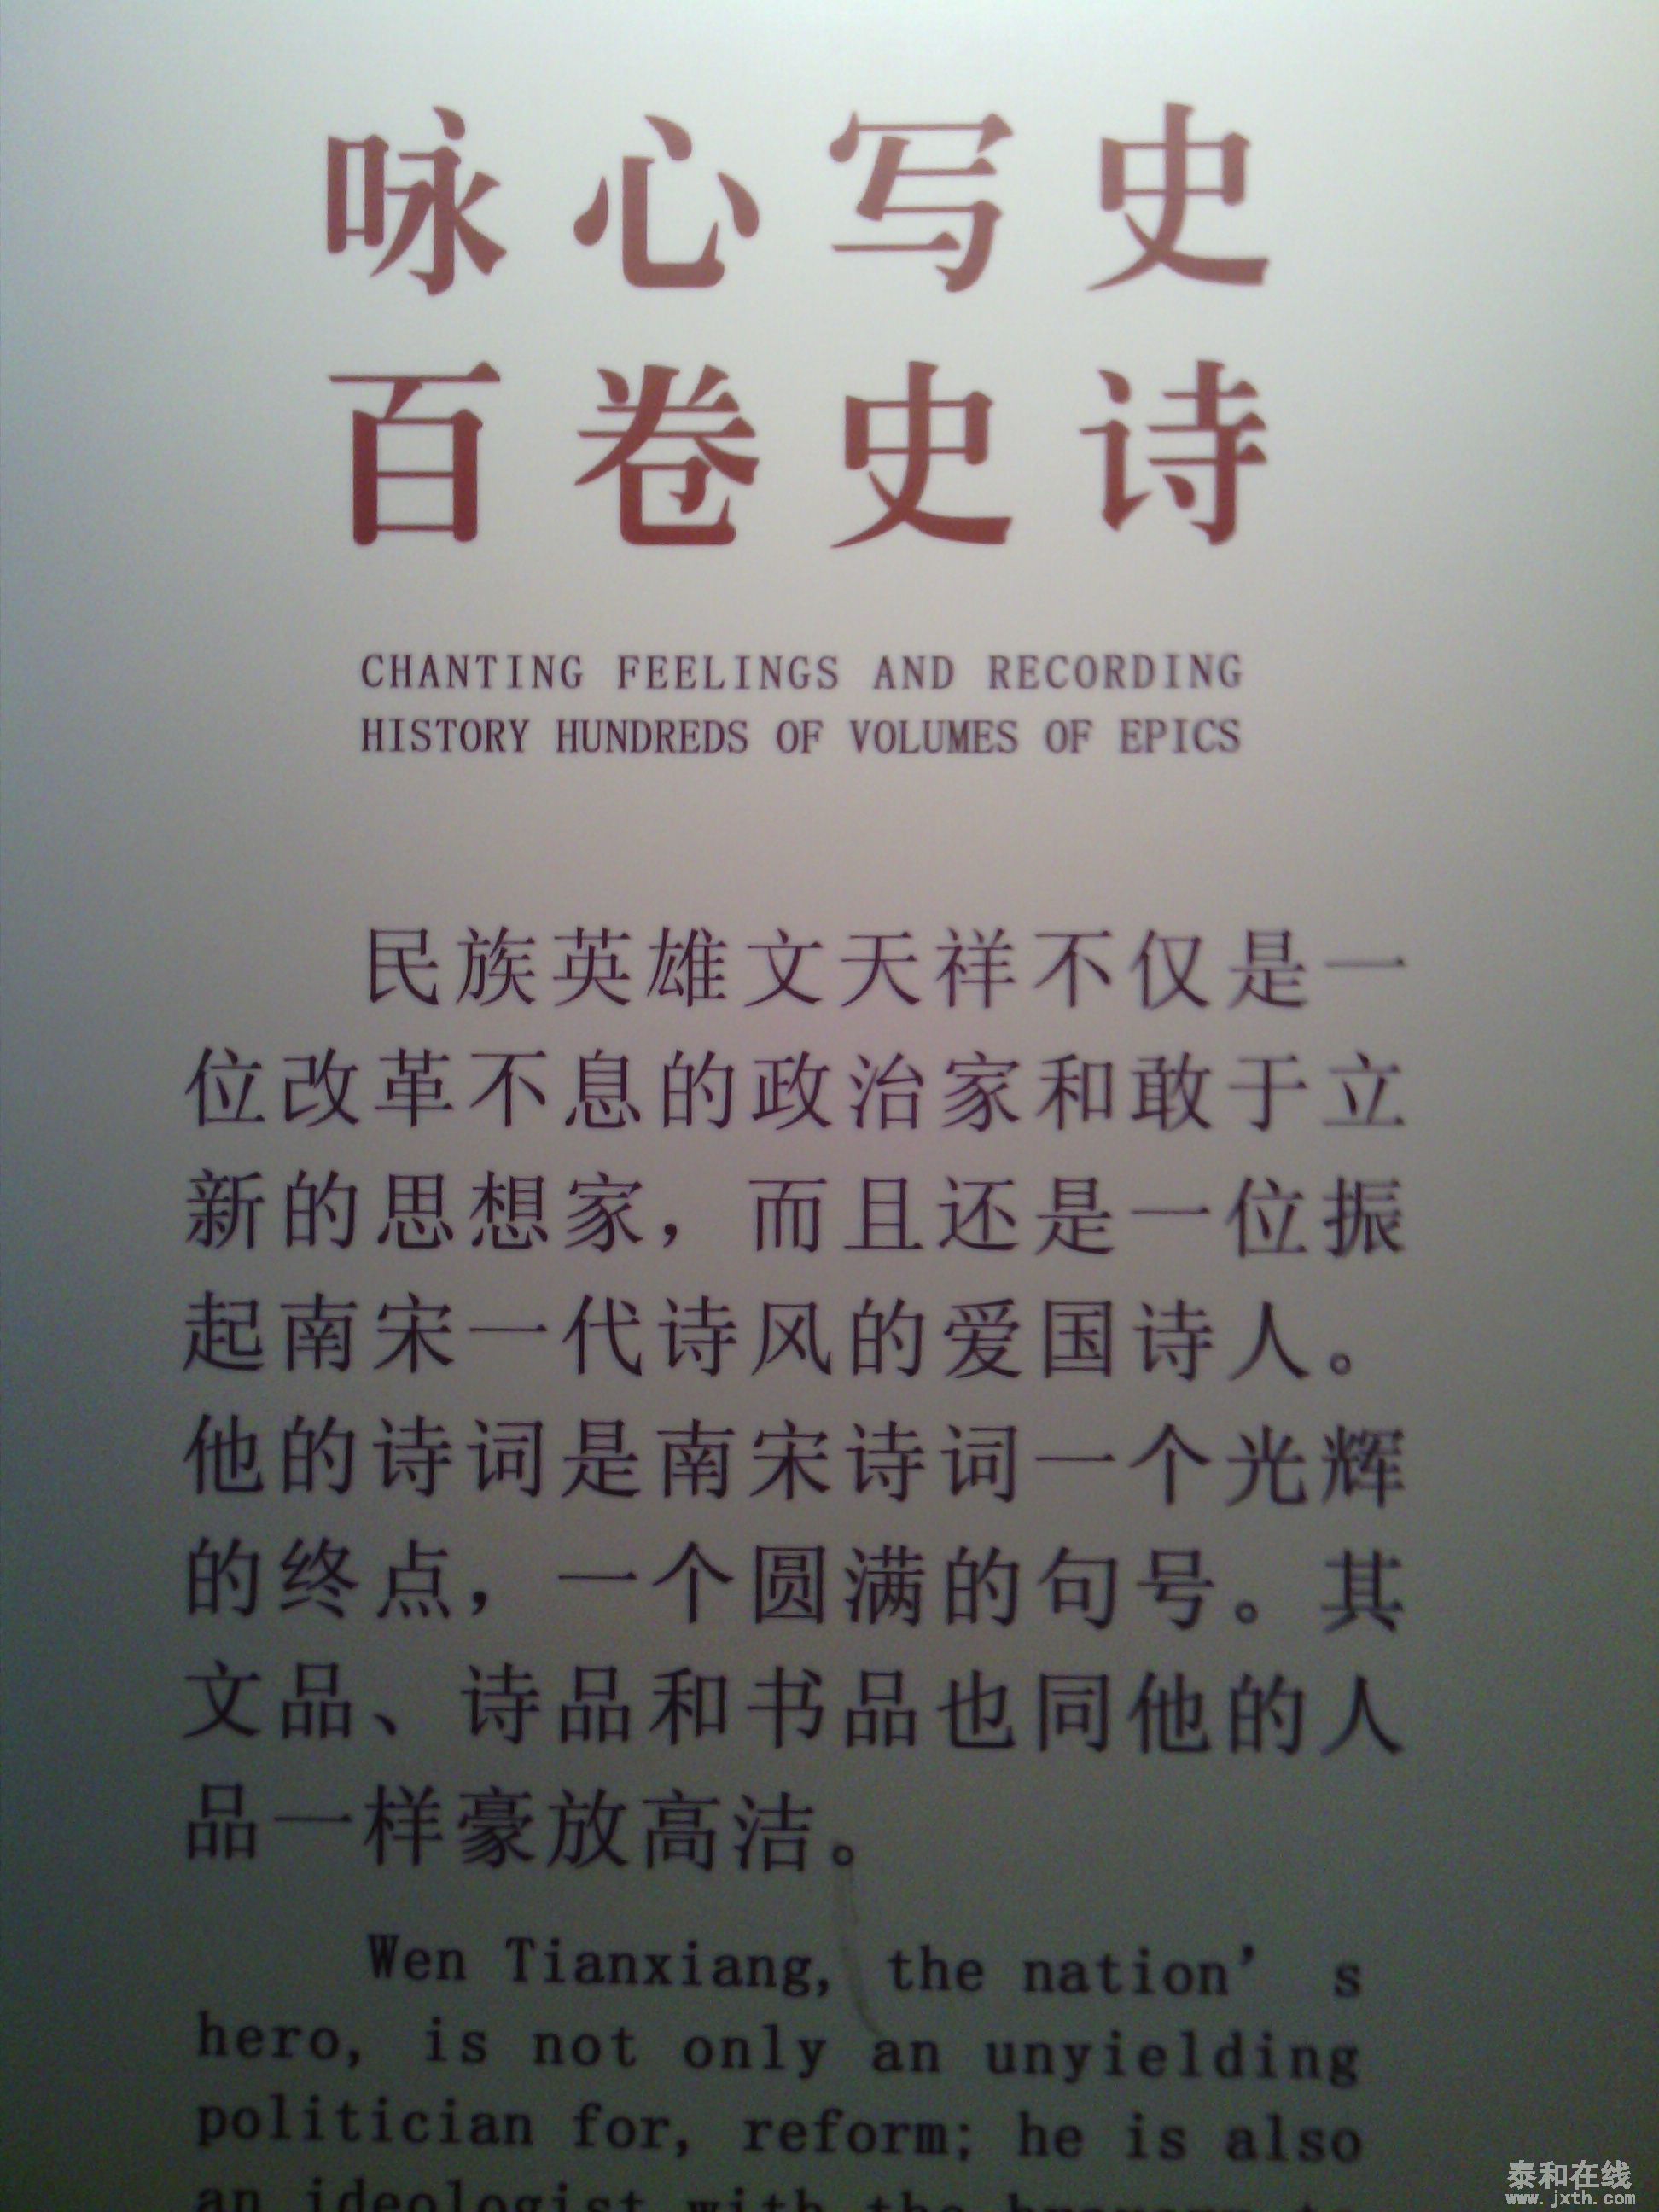 咏心写史
百卷史诗
CHANTING FEELINGS AND RECORDING
HISTORY HUNDREDS OF VOLUMES OF EPICS
民族英雄文天祥不仅是一
位改革不息的政治家和敢于立
新的思想家，而且还是一位振
起南宋一代诗风的爱国诗人。
他的诗词是南宋诗词一个光辉
的终点，一个圆满的句号。其
文品、诗品和书品也同他的人
品一样豪放高洁。
Wen Tianxiang, the nation’ s
hero, is not only an unyielding
politician for, reform; he is also
an ideologist with the
泰和在线
www.jxth.com